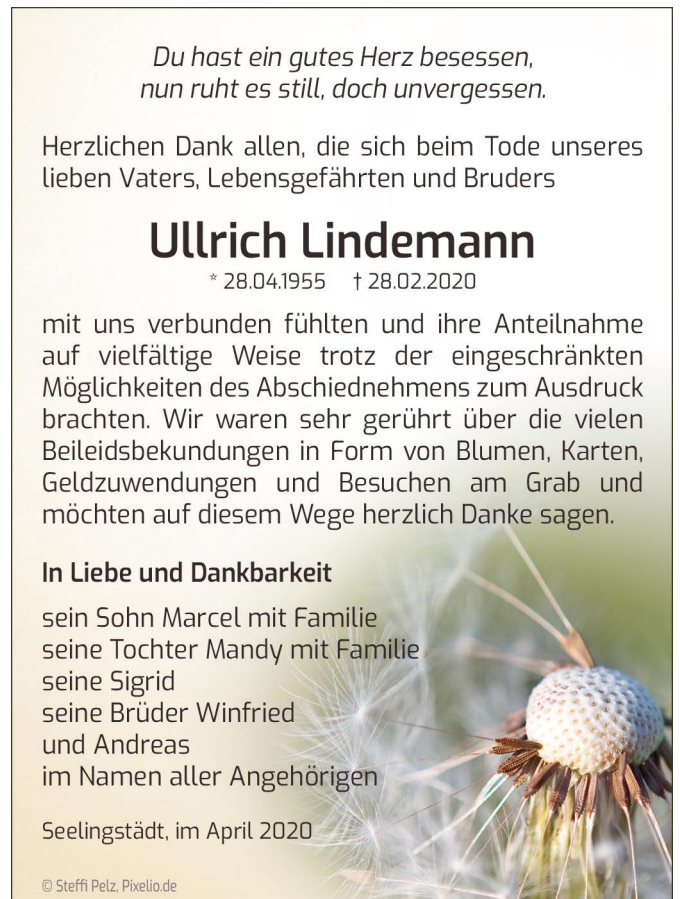 Du hast ein gutes Herz besessen,
nun ruht es still, doch unvergessen.
Herzlichen Dank allen, die sich beim Tode unseres
lieben Vaters, Lebensgefährten und Bruders
Ullrich Lindemann
* 28.04.1955 † 28.02.2020
mit uns verbunden fühlten und ihre Anteilnahme
auf vielfältige Weise trotz der eingeschränkten
Möglichkeiten des Abschiednehmens zum Ausdruck
brachten. Wir waren sehr gerührt über die vielen
Beileidsbekundungen in Form von Blumen, Karten,
Geldzuwendungen und Besuchen am Grab und
möchten auf diesem Wege herzlich Danke sagen.
In Liebe und Dankbarkeit
sein Sohn Marcel mit Familie
seine Tochter Mandy mit Familie
seine Sigrid
seine Brüder Winfried
und Andreas
im Namen aller Angehörigen
Seelingstädt, im April 2020
© Steffi Pelz, Pixelio.de